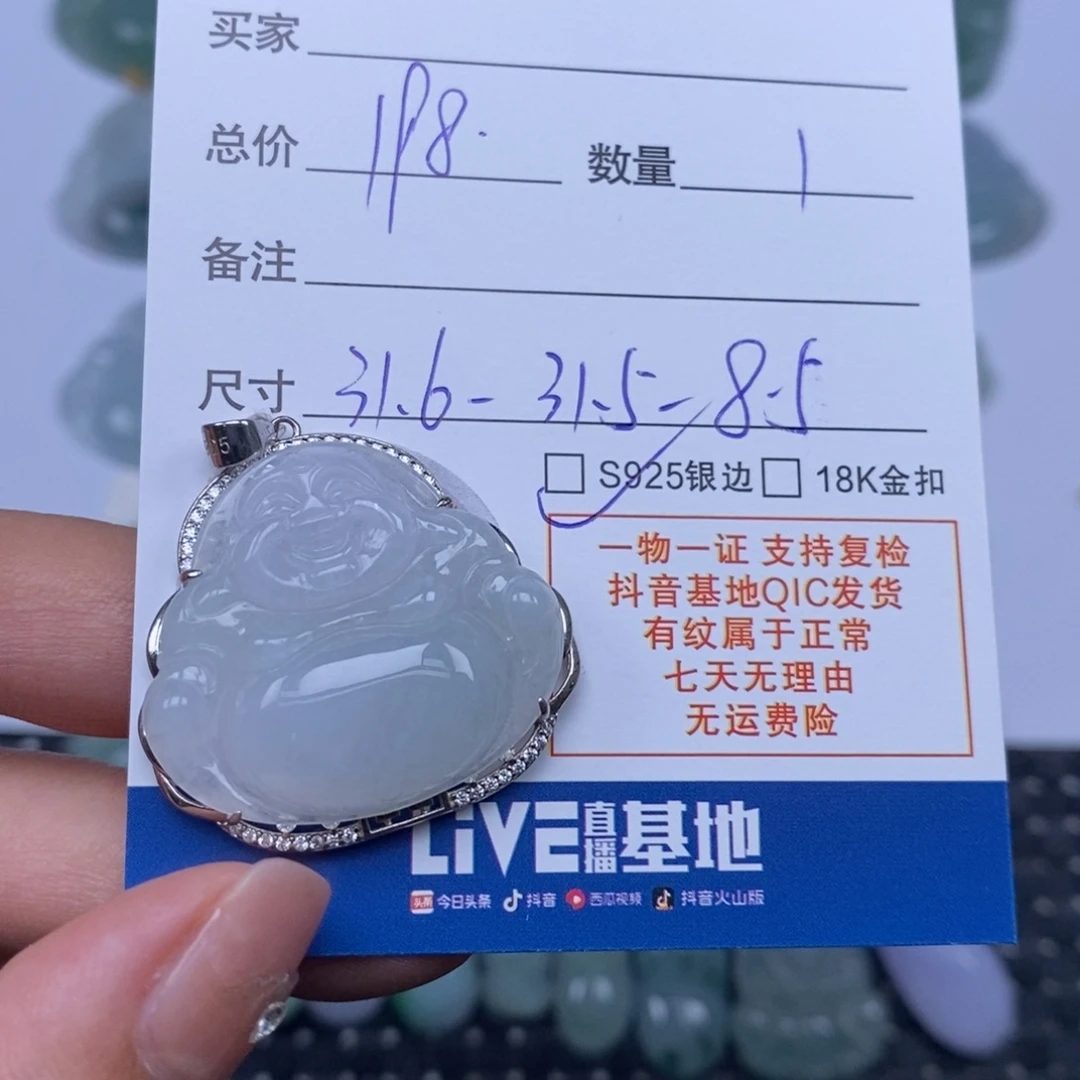 买家
总价 198. 数量 1
备注
尺寸 31.6-31.5-8.5
S925银边 18K金扣
一物一证 支持复检
抖音基地QIC发货
有纹属于正常
七天无理由
无运费险
LiVE直播基地
头条 今日头条 抖音 西瓜视频 抖音火山版